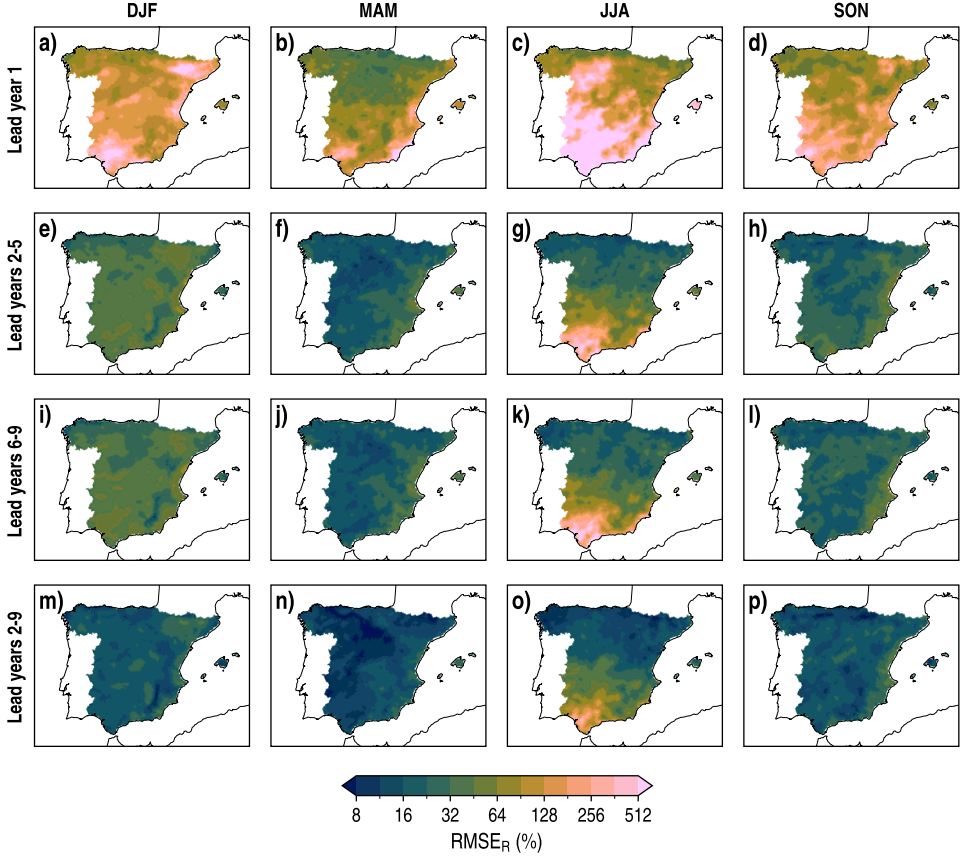 DJF MAM JJA SON
Lead year 1
a) b) c) d)
Lead years 2-5
e) f) g) h)
Lead years 6-9
i) j) k) l)
Lead years 2-9
m) n) o) p)
8 16 32 64 128 256 512
RMSER (%)